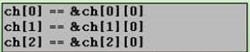 ch[0] == &ch[0][0]
ch[1] == &ch[1][0]
ch[2] == &ch[2][0]